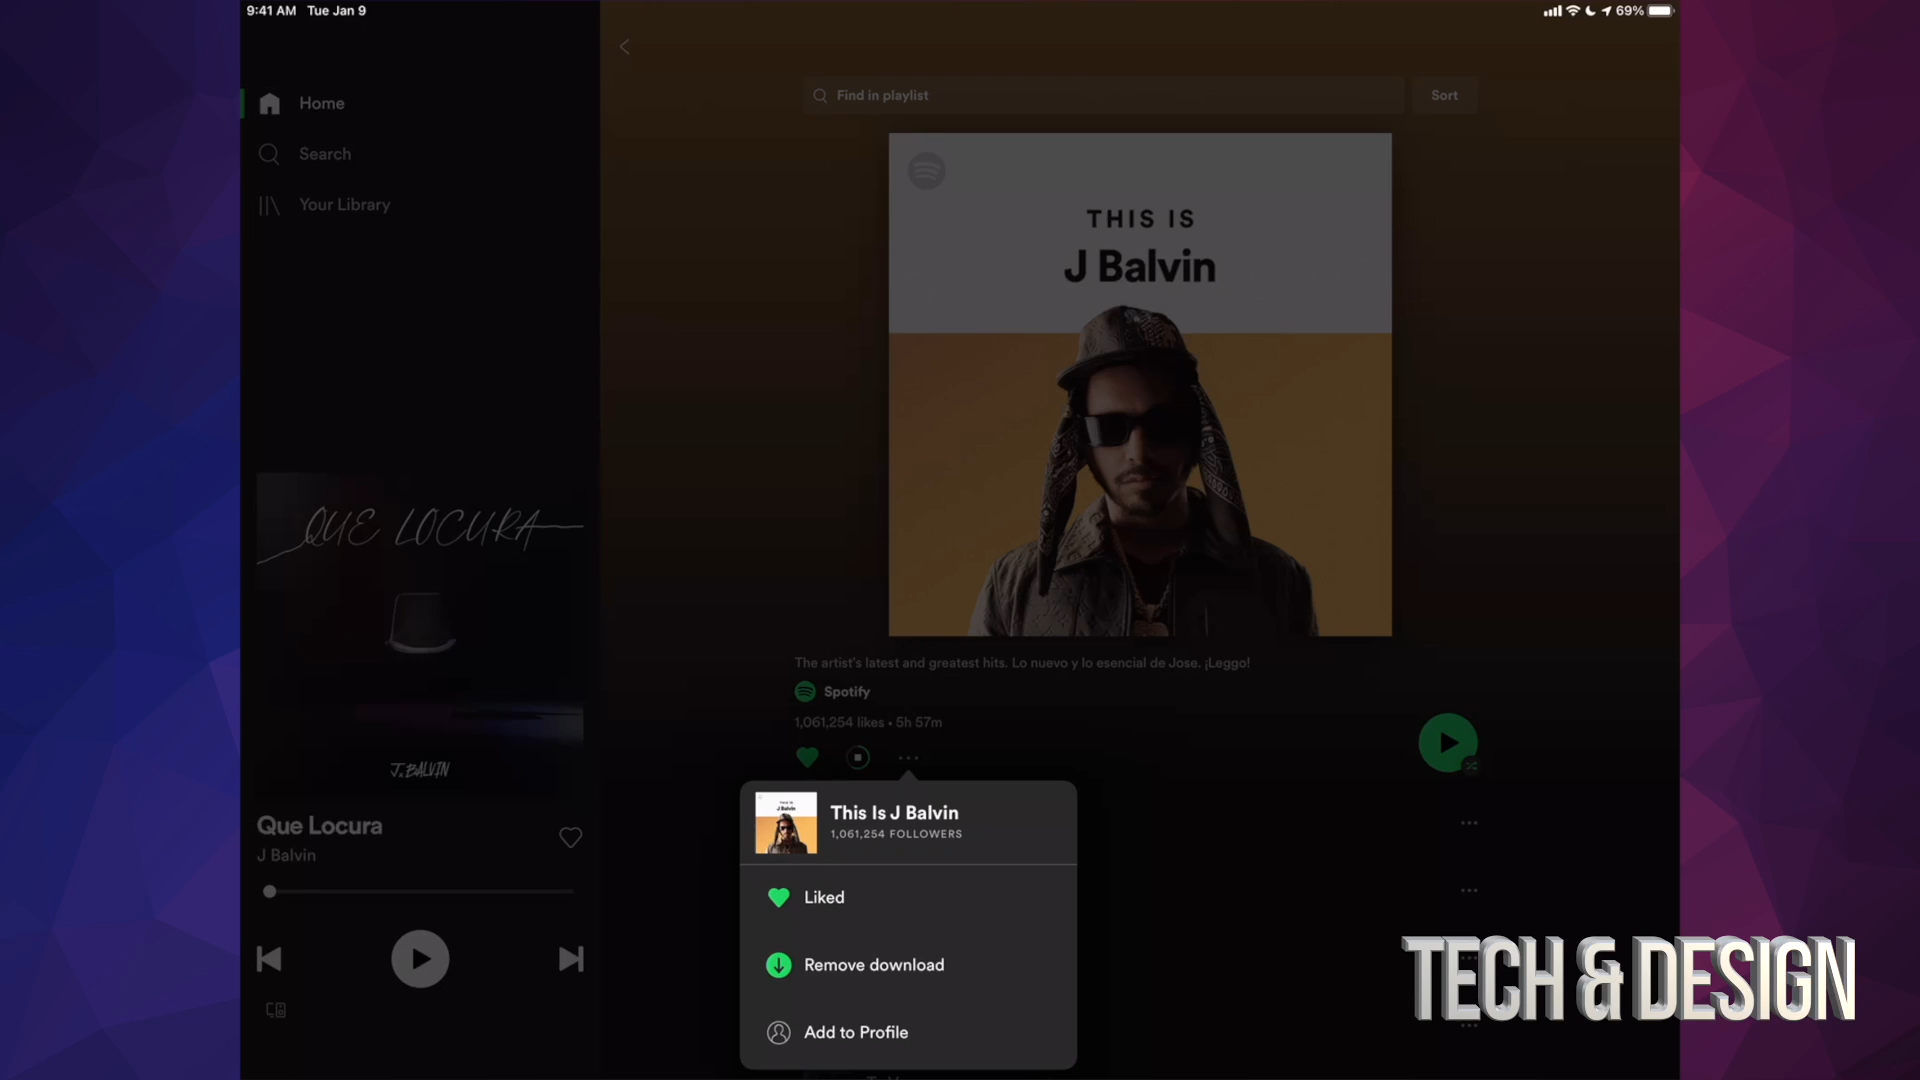 9:41 AM Tue Jan 9
69%
Home
Search
Your Library
Find in playlist
Sort
THIS IS
J Balvin
QUE LOCURA
J. BALVIN
The artist's latest and greatest hits. Lo nuevo y lo esencial de Jose. ¡Leggo!
Spotify
1,061,254 likes • 5h 57m
Que Locura
J Balvin
This Is J Balvin
1,061,254 FOLLOWERS
Liked
Remove download
Add to Profile
TECH & DESIGN